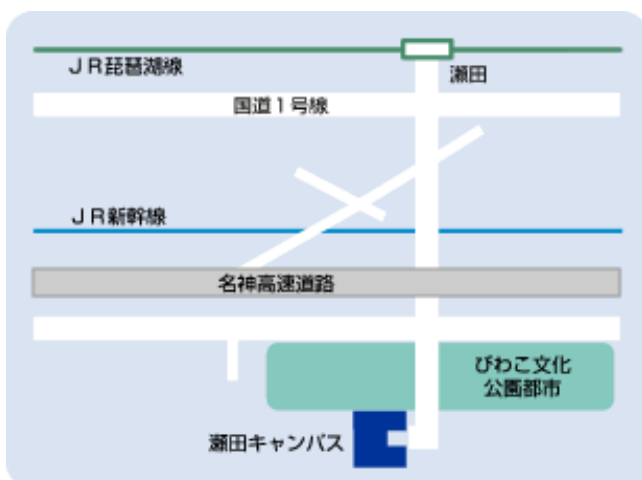 JR琵琶湖線
瀬田
国道1号線
JR新幹線
名神高速道路
びわこ文化
公園都市
瀬田キャンパス